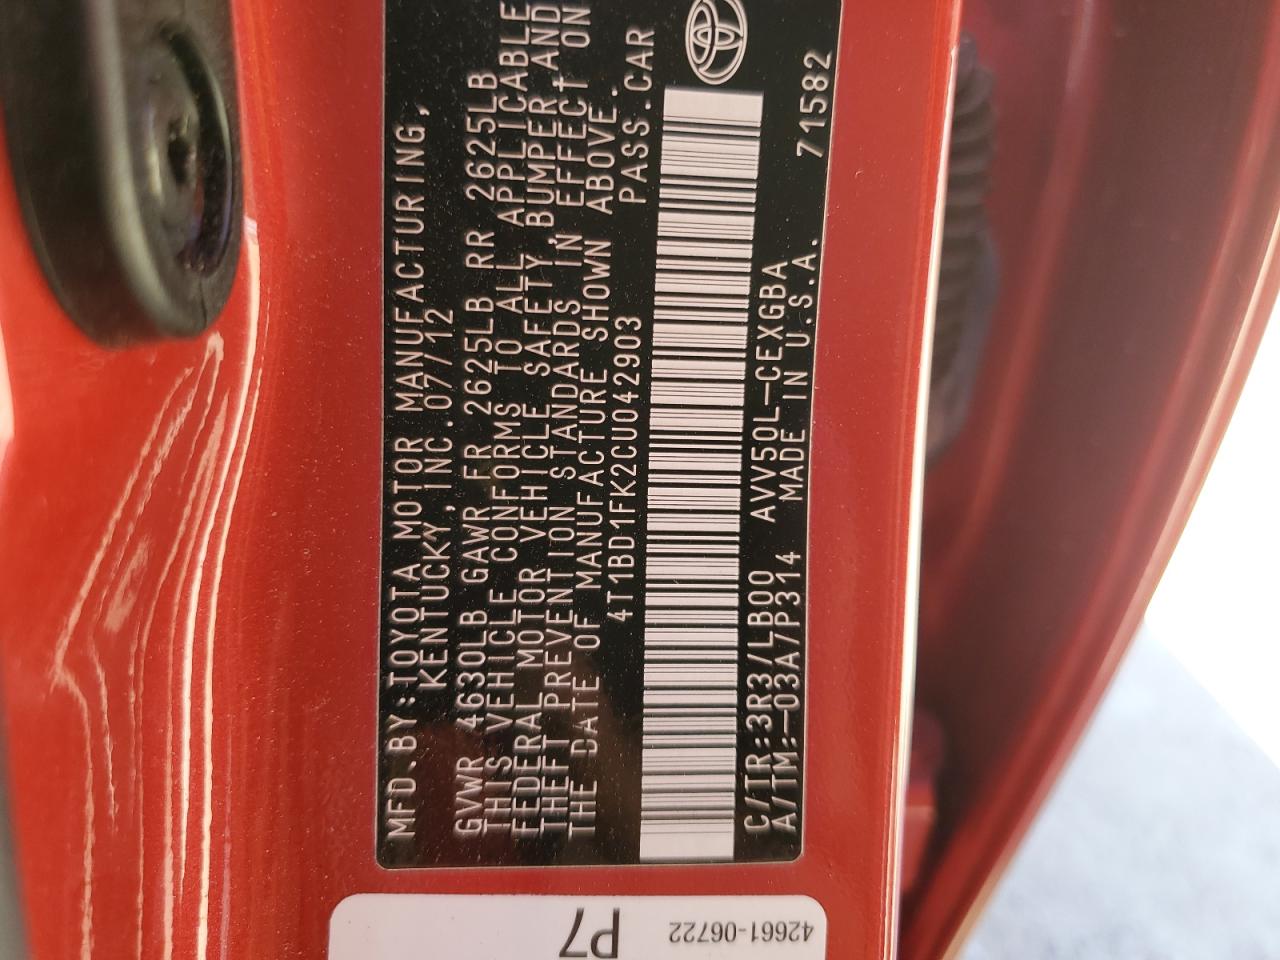 MFD.BY:TOYOTA MOTOR MANUFACTURING,
KENTUCKY,INC.07/12
GVWR 4630LB GAWR FR 2625LB RR 2625LB
THIS VEHICLE CONFORMS TO ALL APPLICABLE
FEDERAL MOTOR VEHICLE SAFETY,BUMPER,AND
THEFT PREVENTION STANDARDS IN EFFECT ON
THE DATE OF MANUFACTURE SHOWN ABOVE.
4T1BD1FK2CU042903 PASS.CAR
C/TR:3R3/LB00 AVV50L-CEXGBA
A/TM:-03A/P314 MADE IN U.S.A. 71582
P7
42661-06722